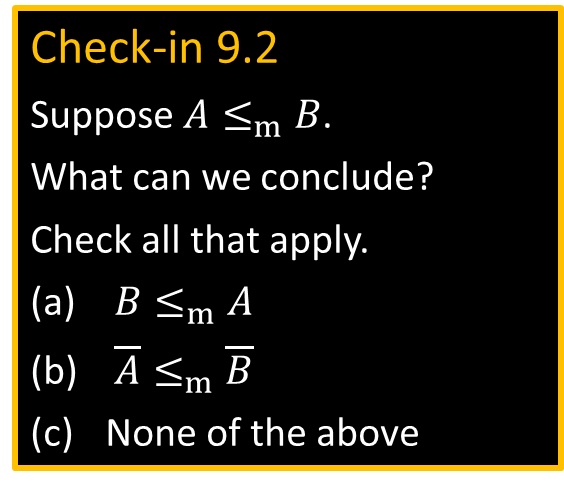 Check-in 9.2
Suppose 𝐴 ≤m 𝐵.
What can we conclude?
Check all that apply.
(a) 𝐵 ≤m 𝐴
(b) 𝐴̅ ≤m 𝐵̅
(c) None of the above